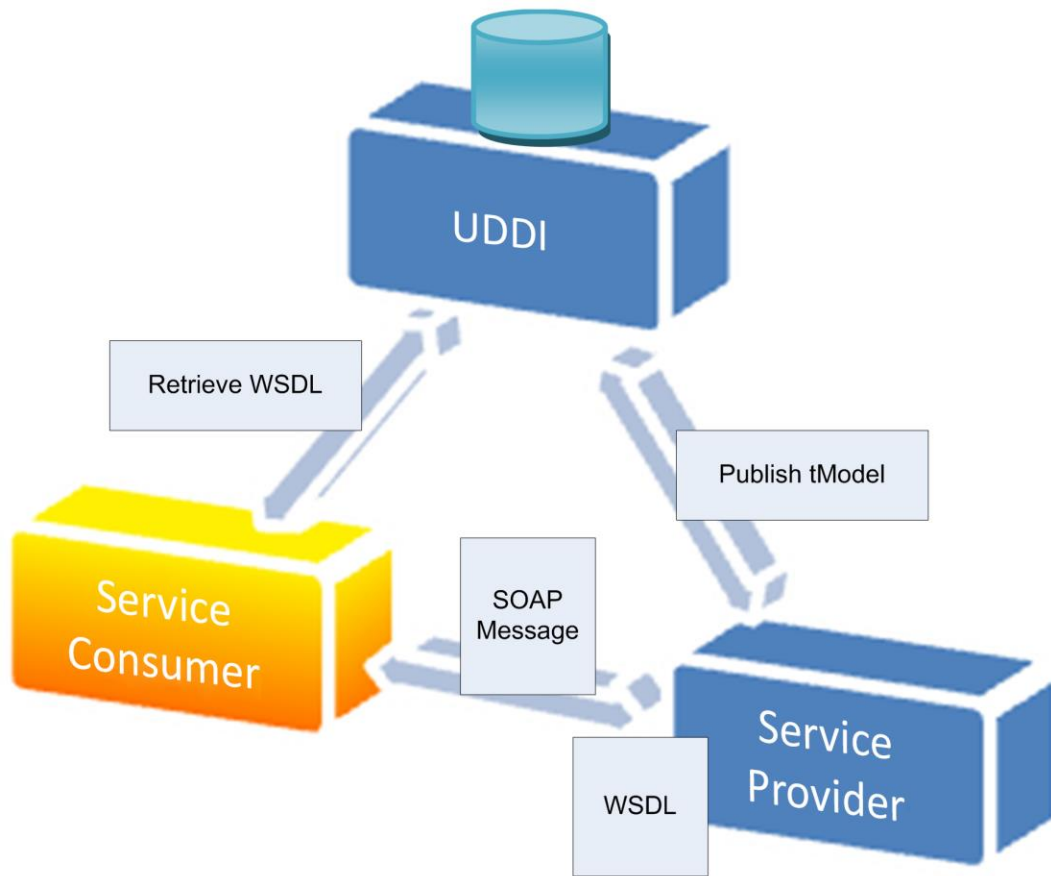 UDDI
Retrieve WSDL
Publish tModel
Service
Consumer
SOAP
Message
Service
Provider
WSDL